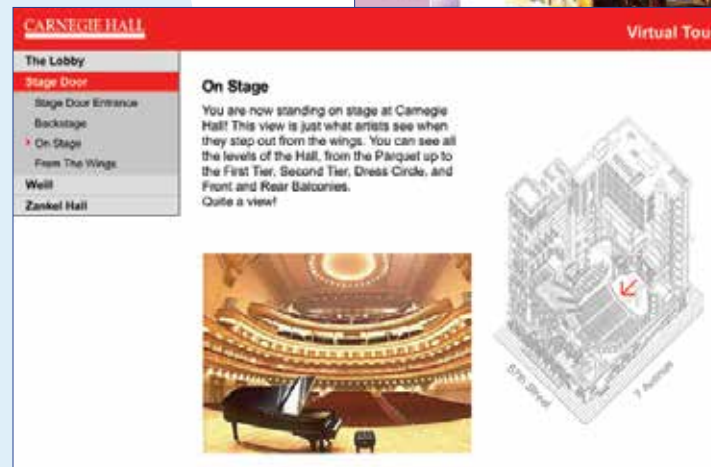 CARNEGIE HALL
Virtual Tou
The Lobby
Stage Door
Stage Door Entrance
Backstage
On Stage
From The Wings
Weill
Zankel Hall
On Stage
You are now standing on stage at Carnegie
Hall! This view is just what artists see when
they step out from the wings. You can see all
the levels of the Hall, from the Parquet up to
the First Tier, Second Tier, Dress Circle, and
Front and Rear Balconies.
Quite a view!
57th Street
7 Avenue